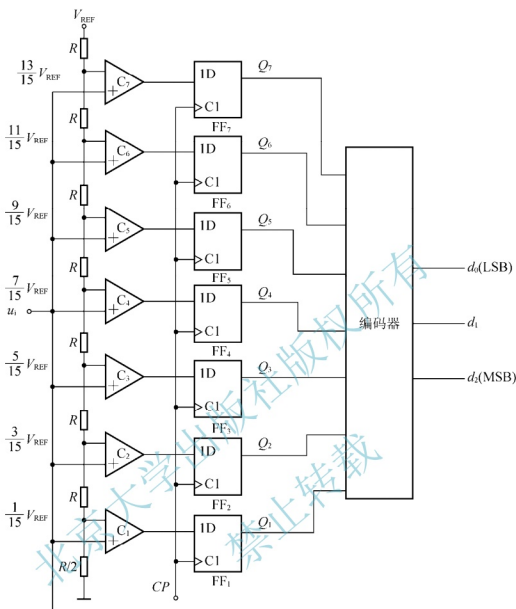 V_REF
R
13/15 V_REF
C₇
1D
C1
FF₇
Q₇
R
11/15 V_REF
C₆
1D
C1
FF₆
Q₆
R
9/15 V_REF
C₅
1D
C1
FF₅
Q₅
R
7/15 V_REF
u_i
C₄
1D
C1
FF₄
Q₄
R
5/15 V_REF
C₃
1D
C1
FF₃
Q₃
R
3/15 V_REF
C₂
1D
C1
FF₂
Q₂
R
1/15 V_REF
C₁
1D
C1
FF₁
Q₁
R/2
CP
编码器
d₀(LSB)
d₁
d₂(MSB)
北京大学出版社版权所有
禁止转载